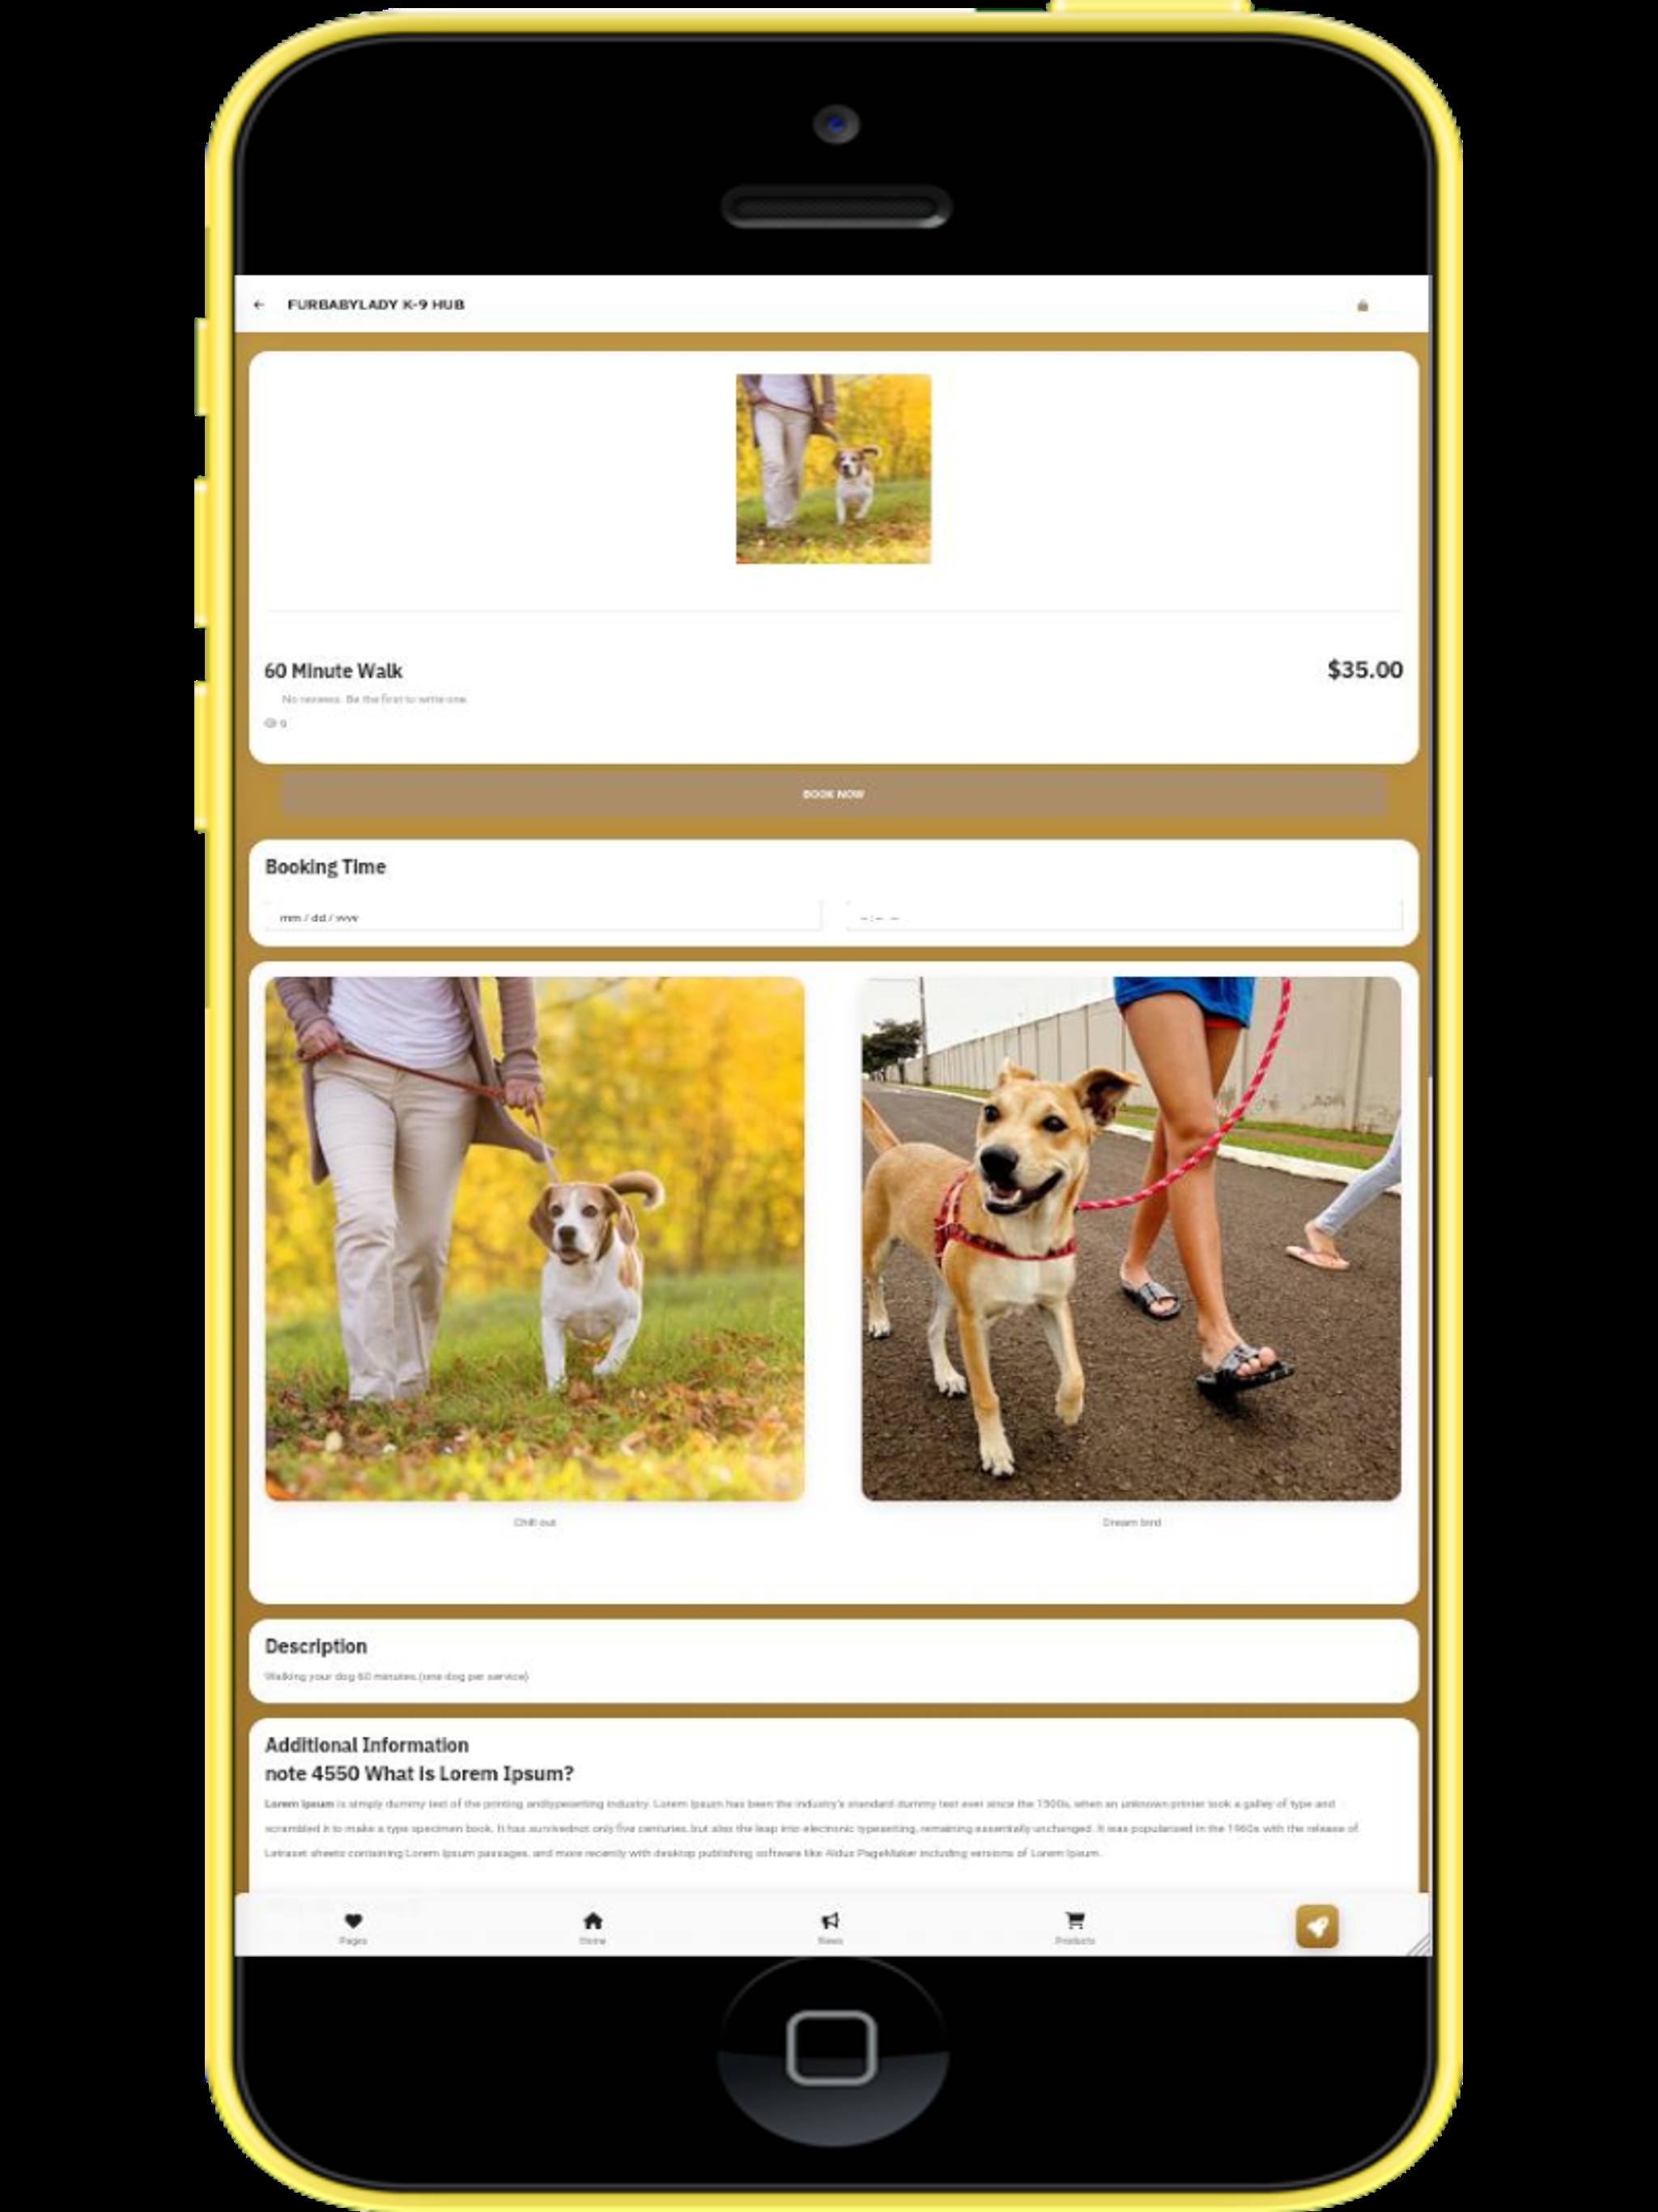 FURBABYLADY K-9 HUB
60 Minute Walk
$35.00
No reviews. Be the first to write one.
9
BOOK NOW
Booking Time
mm / dd / yyyy
--:-- --
Chill out
Dream bird
Description
Walking your dog 60 minutes.(one dog per service)
Additional Information
note 4550 What is Lorem Ipsum?
Lorem Ipsum is simply dummy text of the printing andtypesetting industry. Lorem Ipsum has been the industry's standard dummy text ever since the 1500s, when an unknown printer took a galley of type and
scrambled it to make a type specimen book. It has survivednot only five centuries, but also the leap into electronic typesetting, remaining essentially unchanged. It was popularised in the 1960s with the release of
Letraset sheets containing Lorem Ipsum passages, and more recently with desktop publishing software like Aldus PageMaker including versions of Lorem Ipsum.
Pages
Home
News
Products